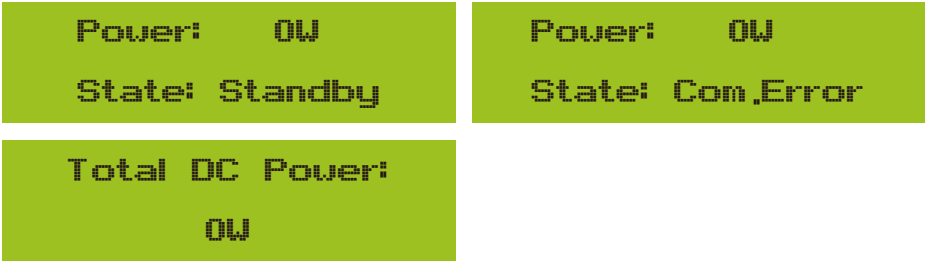 Power: 0W
State: Standby
Power: 0W
State: Com.Error
Total DC Power:
0W